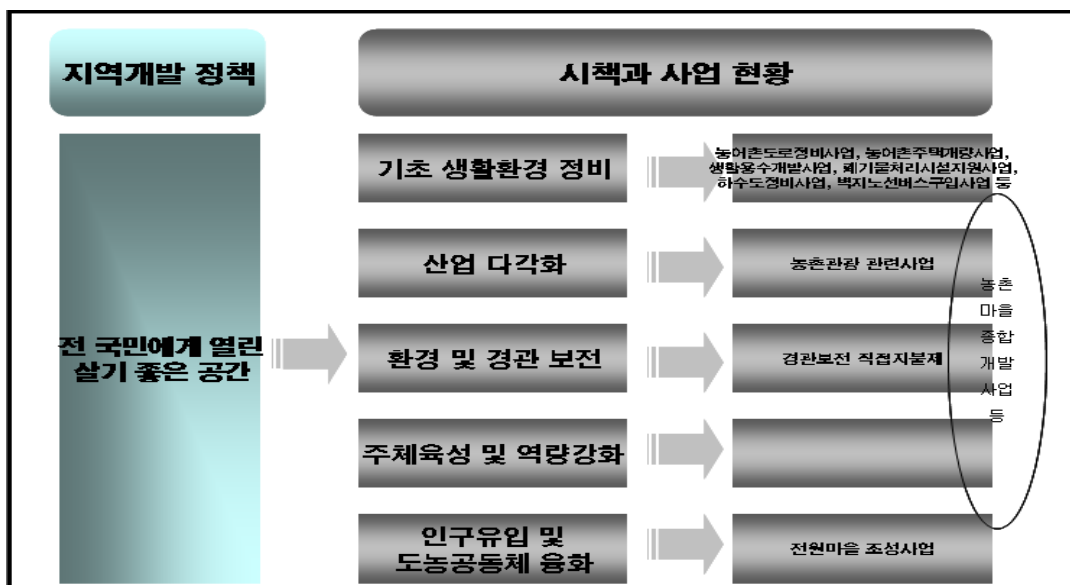 지역개발 정책
시책과 사업 현황
전 국민에게 열린
살기 좋은 공간
기초 생활환경 정비
농어촌도로정비사업, 농어촌주택개량사업,
생활용수개발사업, 폐기물처리시설지원사업,
하수도정비사업, 벽지노선버스구입사업 등
산업 다각화
농촌관광 관련사업
환경 및 경관 보전
경관보전 직접지불제
주체육성 및 역량강화
인구유입 및
도농공동체 융화
전원마을 조성사업
농촌
마을
종합
개발
사업
등